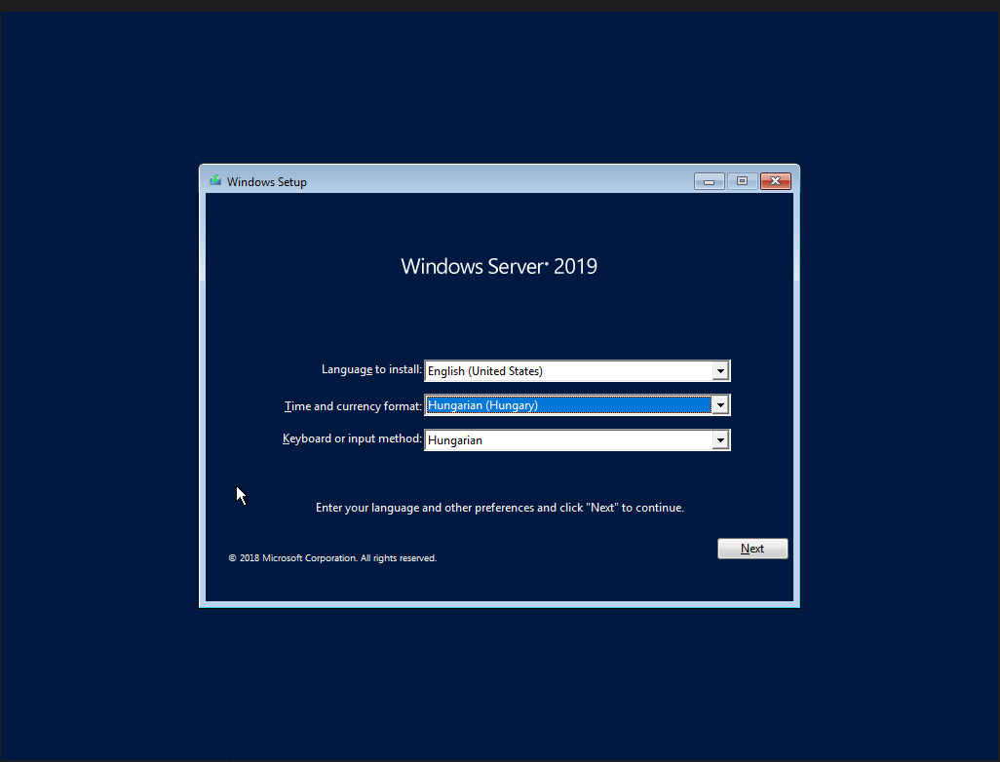 Windows Setup
Windows Server® 2019
Language to install: English (United States)
Time and currency format: Hungarian (Hungary)
Keyboard or input method: Hungarian
Enter your language and other preferences and click "Next" to continue.
Next
© 2018 Microsoft Corporation. All rights reserved.